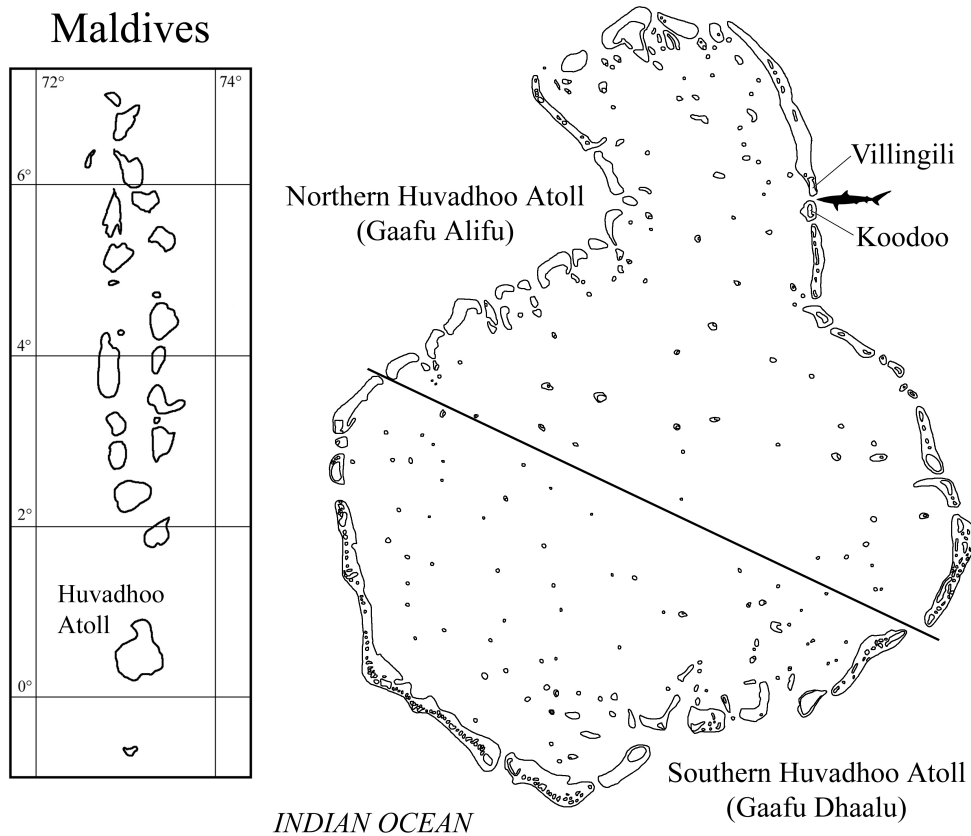 Maldives
72°
74°
6°
4°
2°
Huvadhoo
Atoll
0°
Northern Huvadhoo Atoll
(Gaafu Alifu)
Villingili
Koodoo
Southern Huvadhoo Atoll
(Gaafu Dhaalu)
INDIAN OCEAN